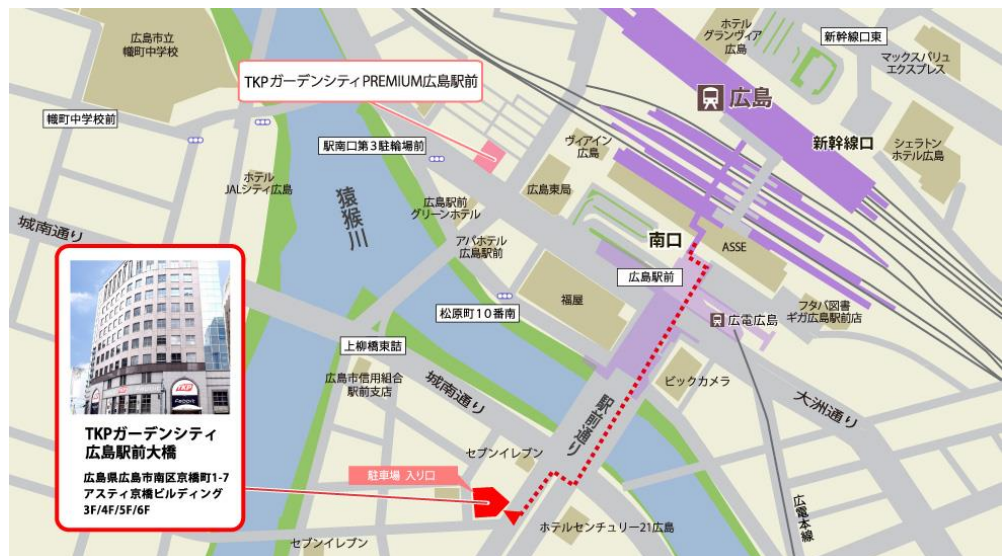 広島市立
幟町中学校
TKPガーデンシティPREMIUM広島駅前
ホテル
グランヴィア
広島
新幹線口東
マックスバリュ
エクスプレス
広島
幟町中学校前
駅南口第3駐輪場前
ヴィアイン
広島
新幹線口
シェラトン
ホテル広島
ホテル
JALシティ広島
猿猴川
広島駅前
グリーンホテル
広島東局
城南通り
アパホテル
広島駅前
南口
ASSE
広島駅前
福屋
松原町10番南
広電広島
フタバ図書
ギガ広島駅前店
上柳橋東詰
広島市信用組合
駅前支店
城南通り
ビックカメラ
大洲通り
駅前通り
TKPガーデンシティ
広島駅前大橋
広島県広島市南区京橋町1-7
アスティ京橋ビルディング
3F/4F/5F/6F
セブンイレブン
駐車場 入り口
広電本線
セブンイレブン
ホテルセンチュリー21広島